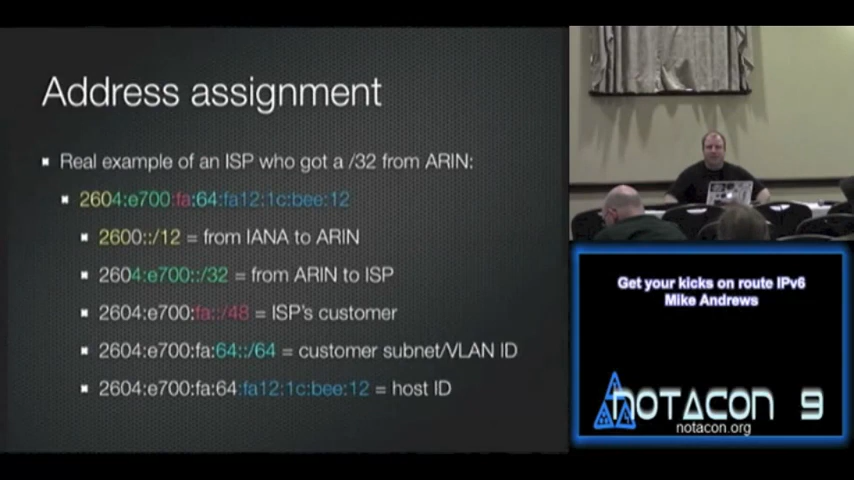 Address assignment
Real example of an ISP who got a /32 from ARIN:
2604:e700:fa:64:fa12:1c:bee:12
2600::/12 = from IANA to ARIN
2604:e700::/32 = from ARIN to ISP
2604:e700:fa::/48 = ISP's customer
2604:e700:fa:64::/64 = customer subnet/VLAN ID
2604:e700:fa:64:fa12:1c:bee:12 = host ID
Get your kicks on route IPv6
Mike Andrews
NOTACON 9
notacon.org